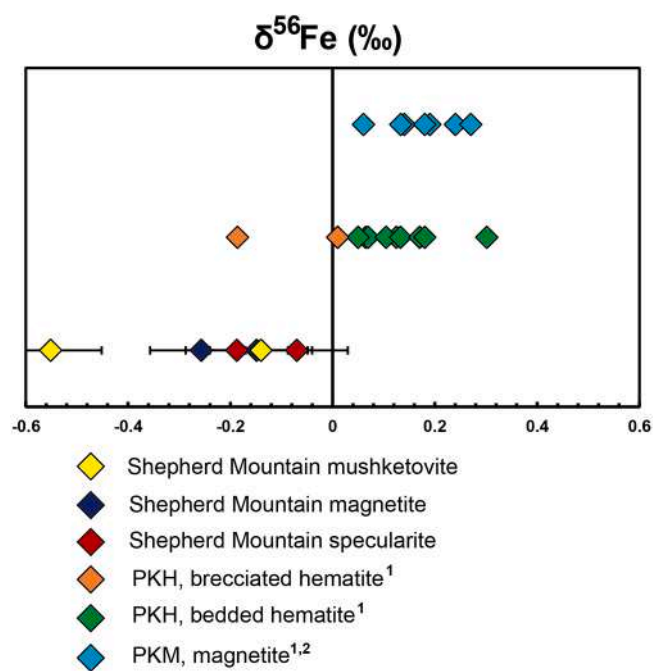 δ⁵⁶Fe (‰)
-0.6 -0.4 -0.2 0 0.2 0.4 0.6
Shepherd Mountain mushketovite
Shepherd Mountain magnetite
Shepherd Mountain specularite
PKH, brecciated hematite¹
PKH, bedded hematite¹
PKM, magnetite¹,²